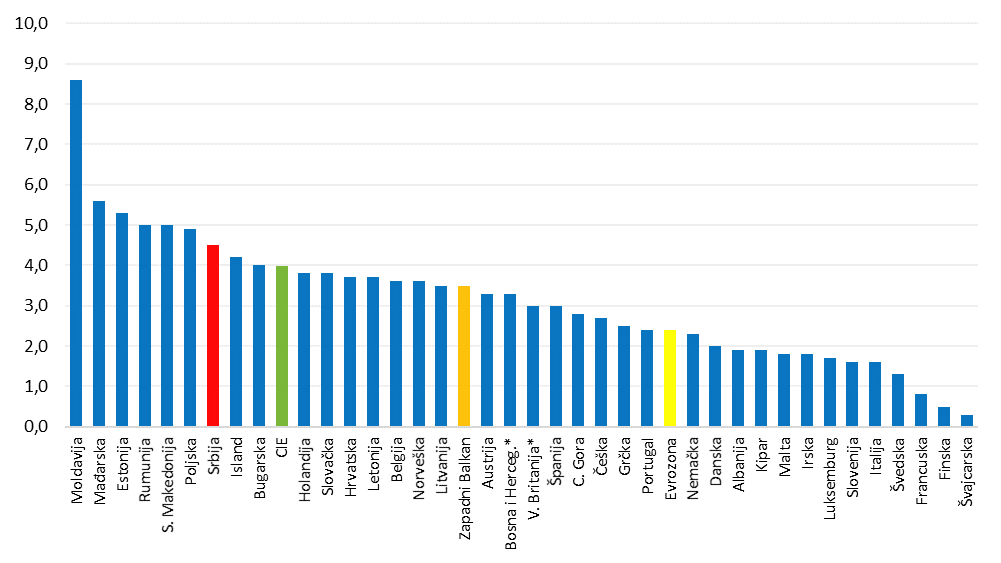 10,0
9,0
8,0
7,0
6,0
5,0
4,0
3,0
2,0
1,0
0,0
Moldavija
Mađarska
Estonija
Rumunija
S. Makedonija
Poljska
Srbija
Island
Bugarska
CIE
Holandija
Slovačka
Hrvatska
Letonija
Belgija
Norveška
Litvanija
Zapadni Balkan
Austrija
Bosna i Herceg.*
V. Britanija*
Španija
C. Gora
Češka
Grčka
Portugal
Evrozona
Nemačka
Danska
Albanija
Kipar
Malta
Irska
Luksemburg
Slovenija
Italija
Švedska
Francuska
Finska
Švajcarska